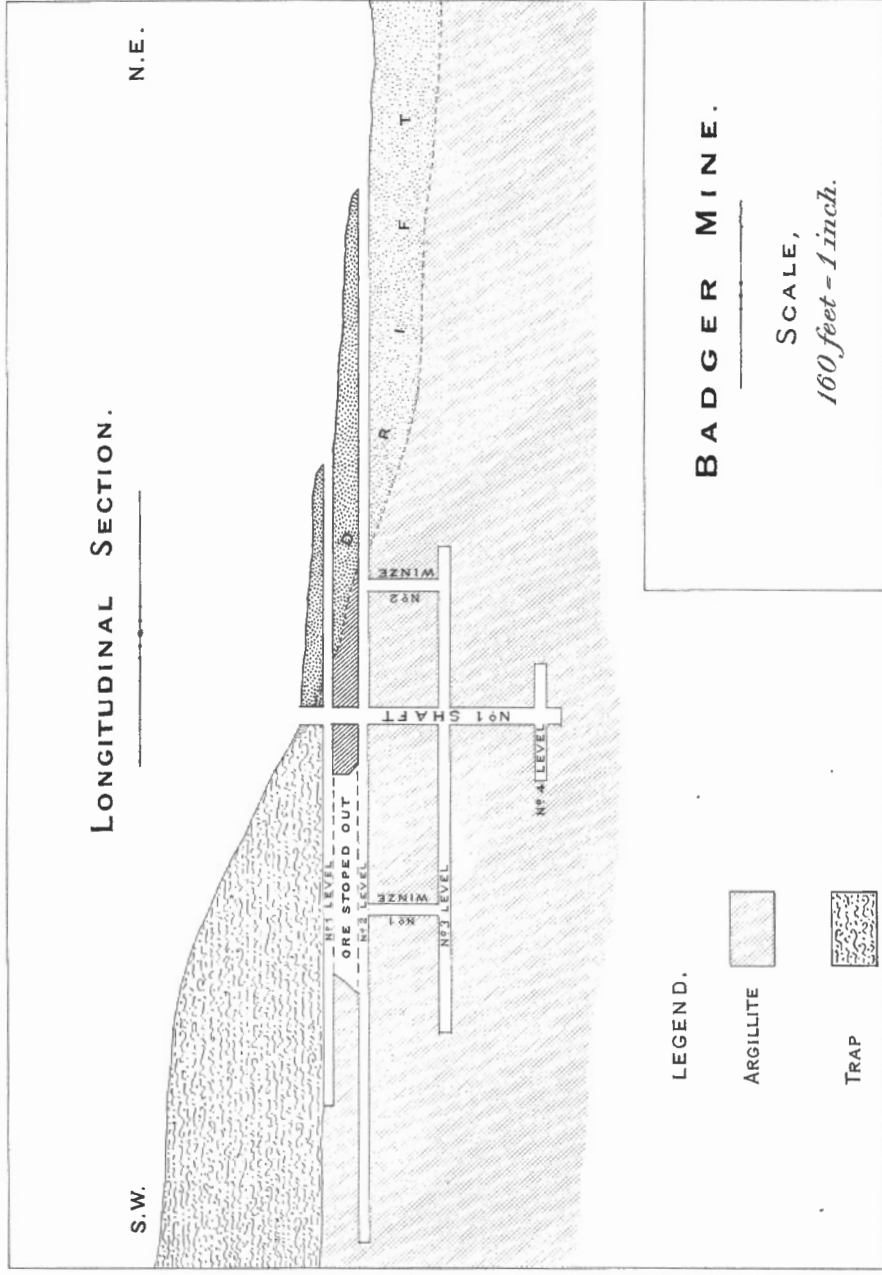 LONGITUDINAL SECTION.
S.W.
N.E.
Nº 1 LEVEL
ORE STOPED OUT
Nº 2 LEVEL
Nº 1
WINZE
Nº 2
WINZE
Nº 1 SHAFT
Nº 3 LEVEL
Nº 4 LEVEL
D R I F T
LEGEND.
ARGILLITE
TRAP
BADGER MINE.
SCALE,
160 feet = 1 inch.